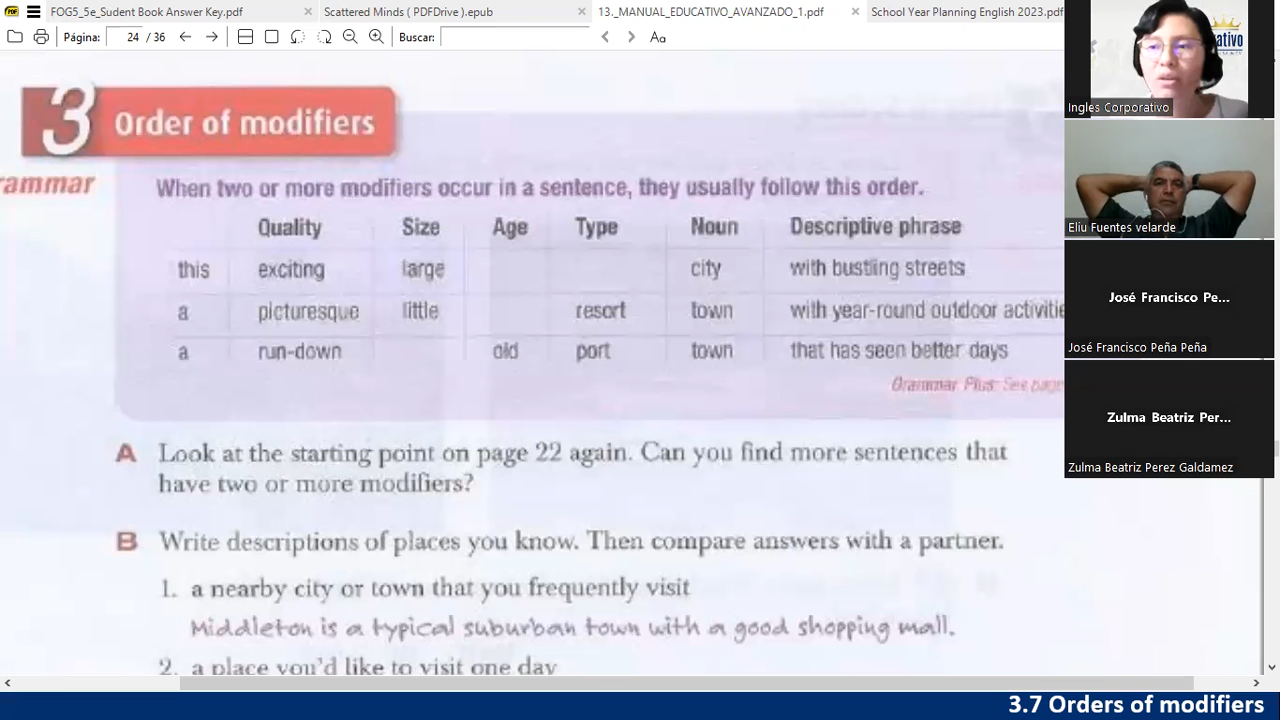 FOG5_5e_Sudent Book Answer Key.pdf
Scattered Minds ( PDFDrive ).epub
13._MANUAL_EDUCATIVO_AVANZADO_1.pdf
School Year Planning English 2023.pdf
Página: 24 / 36
Buscar:
Aa
3 Order of modifiers
rammar
When two or more modifiers occur in a sentence, they usually follow this order.
Quality Size Age Type Noun Descriptive phrase
this exciting large city with bustling streets
a picturesque little resort town with year-round outdoor activitie
a run-down old port town that has seen better days
Grammar Plus: See page
A Look at the starting point on page 22 again. Can you find more sentences that
have two or more modifiers?
B Write descriptions of places you know. Then compare answers with a partner.
1. a nearby city or town that you frequently visit
Middleton is a typical suburban town with a good shopping mall.
2. a place you'd like to visit one day
ativo
Ingles Corporativo
Eliu Fuentes velarde
José Francisco Pe...
José Francisco Peña Peña
Zulma Beatriz Per...
Zulma Beatriz Perez Galdamez
3.7 Orders of modifiers